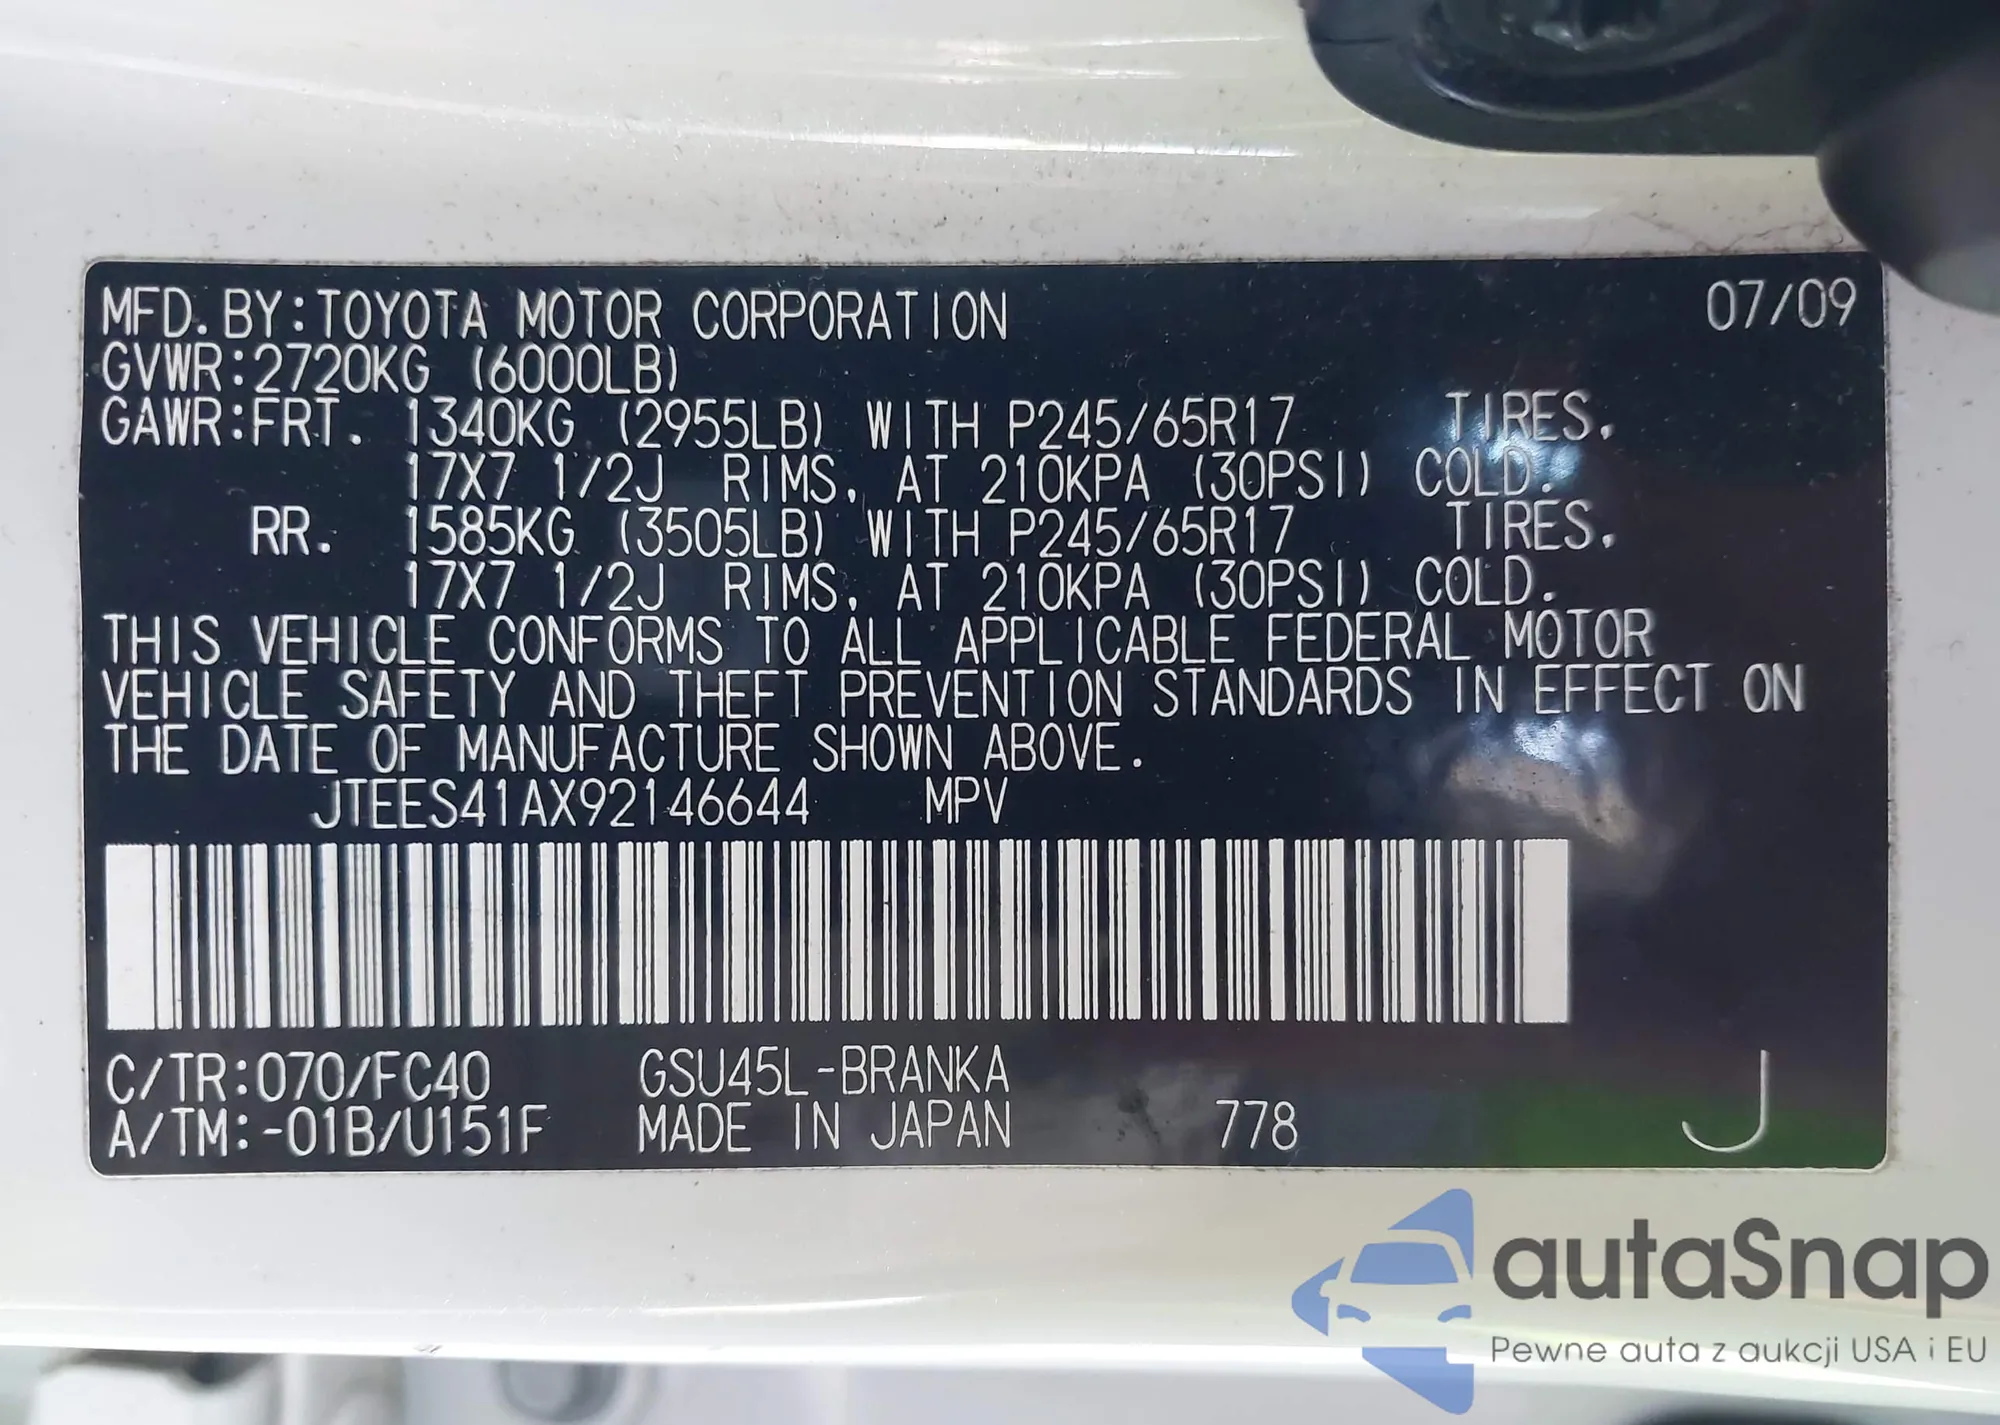 MFD. BY:TOYOTA MOTOR CORPORATION 07/09
GVWR:2720KG (6000LB)
GAWR:FRT. 1340KG (2955LB) WITH P245/65R17 TIRES,
17X7 1/2J RIMS, AT 210KPA (30PSI) COLD.
RR. 1585KG (3505LB) WITH P245/65R17 TIRES,
17X7 1/2J RIMS, AT 210KPA (30PSI) COLD.
THIS VEHICLE CONFORMS TO ALL APPLICABLE FEDERAL MOTOR
VEHICLE SAFETY AND THEFT PREVENTION STANDARDS IN EFFECT ON
THE DATE OF MANUFACTURE SHOWN ABOVE.
JTEES41AX92146644 MPV
C/TR:070/FC40 GSU45L-BRANKA
A/TM:-01B/U151F MADE IN JAPAN 778 J
autaSnap
Pewne auta z aukcji USA i EU